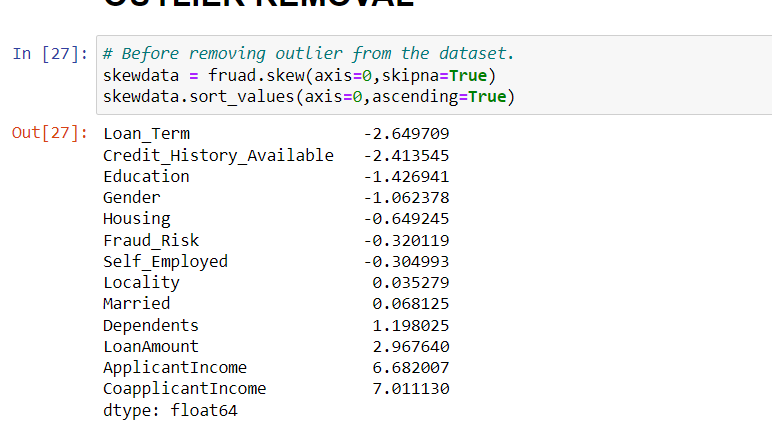 OUTLIER REMOVAL
In [27]: # Before removing outlier from the dataset.
skewdata = fruad.skew(axis=0,skipna=True)
skewdata.sort_values(axis=0,ascending=True)
Out[27]: Loan_Term -2.649709
Credit_History_Available -2.413545
Education -1.426941
Gender -1.062378
Housing -0.649245
Fraud_Risk -0.320119
Self_Employed -0.304993
Locality 0.035279
Married 0.068125
Dependents 1.198025
LoanAmount 2.967640
ApplicantIncome 6.682007
CoapplicantIncome 7.011130
dtype: float64